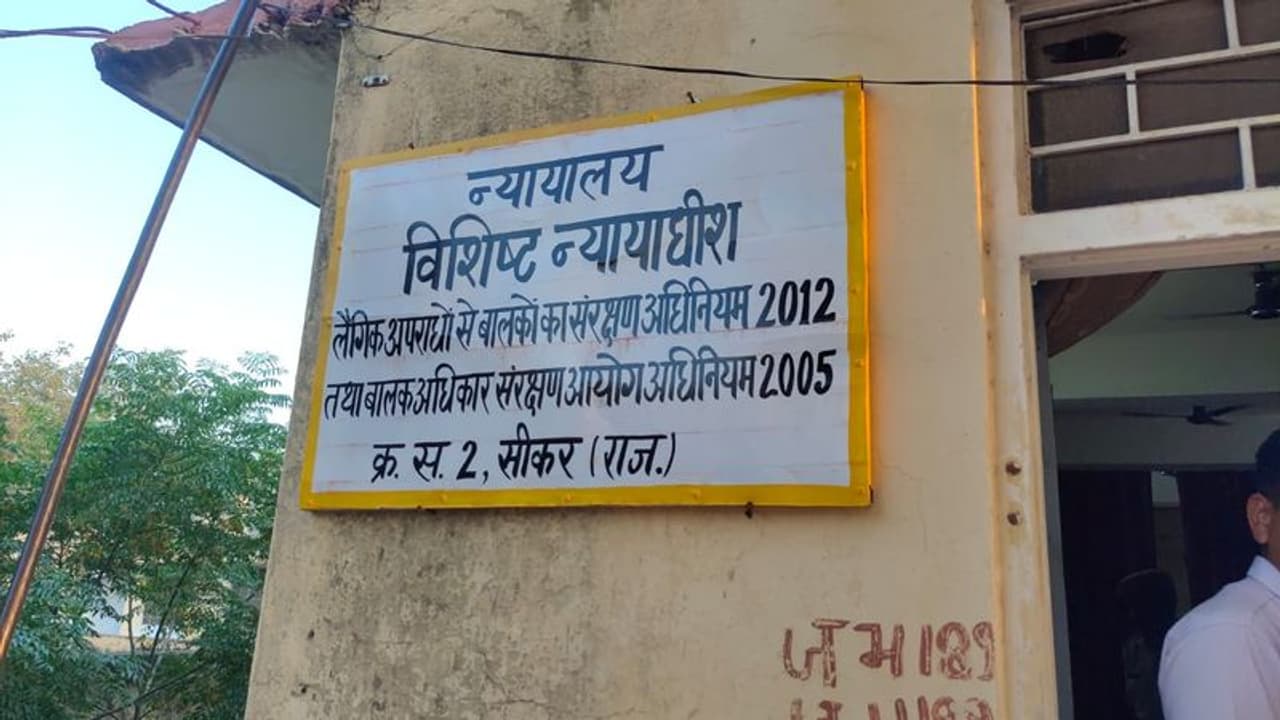 न्यायालय
विशिष्ट न्यायाधीश
लैगिक अपराधों से बालकों का संरक्षण अधिनियम 2012
तथा बालक अधिकार संरक्षण आयोग अधिनियम 2005
क्र. स. 2, सीकर (राज.)